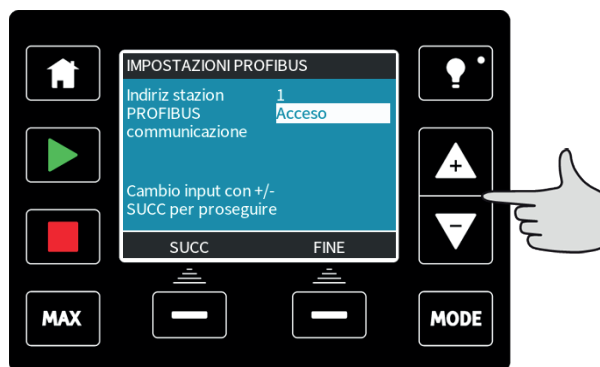 IMPOSTAZIONI PROFIBUS
Indiriz stazion 1
PROFIBUS Acceso
communicazione
Cambio input con +/-
SUCC per proseguire
SUCC FINE
+
-
MAX
MODE